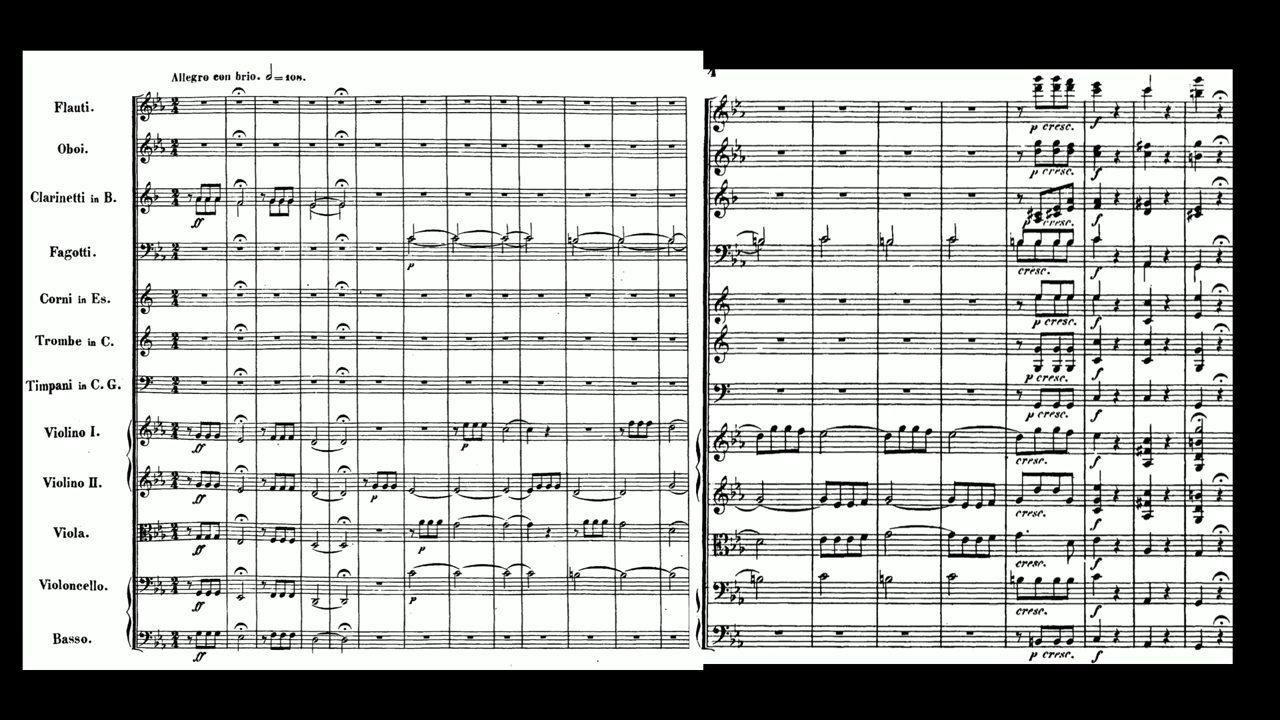 Allegro con brio. 𝅗𝅥=108.
Flauti.
p cresc. f
Oboi.
p cresc. f
Clarinetti in B.
ff
p cresc. f
Fagotti.
p
cresc. f
Corni in Es.
p cresc. f
Trombe in C.
p cresc. f
Timpani in C. G.
p cresc. f
Violino I.
ff p
cresc. f
Violino II.
ff p
cresc. f
Viola.
ff p
cresc. f
Violoncello.
ff p
cresc. f
Basso.
ff
p cresc. f